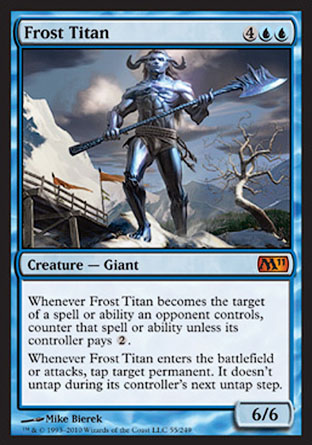 Frost Titan 4
Creature — Giant M11
Whenever Frost Titan becomes the target
of a spell or ability an opponent controls,
counter that spell or ability unless its
controller pays 2.
Whenever Frost Titan enters the battlefield
or attacks, tap target permanent. It doesn't
untap during its controller's next untap step.
Mike Bierek
™ & © 1993–2010 Wizards of the Coast LLC 55/249
6/6